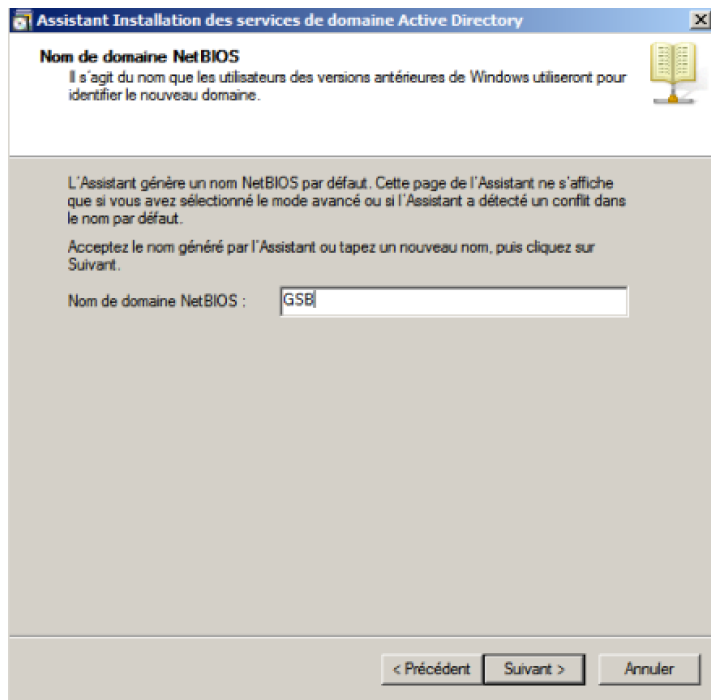 Assistant Installation des services de domaine Active Directory
Nom de domaine NetBIOS
Il s'agit du nom que les utilisateurs des versions antérieures de Windows utiliseront pour
identifier le nouveau domaine.
L'Assistant génère un nom NetBIOS par défaut. Cette page de l'Assistant ne s'affiche
que si vous avez sélectionné le mode avancé ou si l'Assistant a détecté un conflit dans
le nom par défaut.
Acceptez le nom généré par l'Assistant ou tapez un nouveau nom, puis cliquez sur
Suivant.
Nom de domaine NetBIOS : GSB
< Précédent Suivant > Annuler